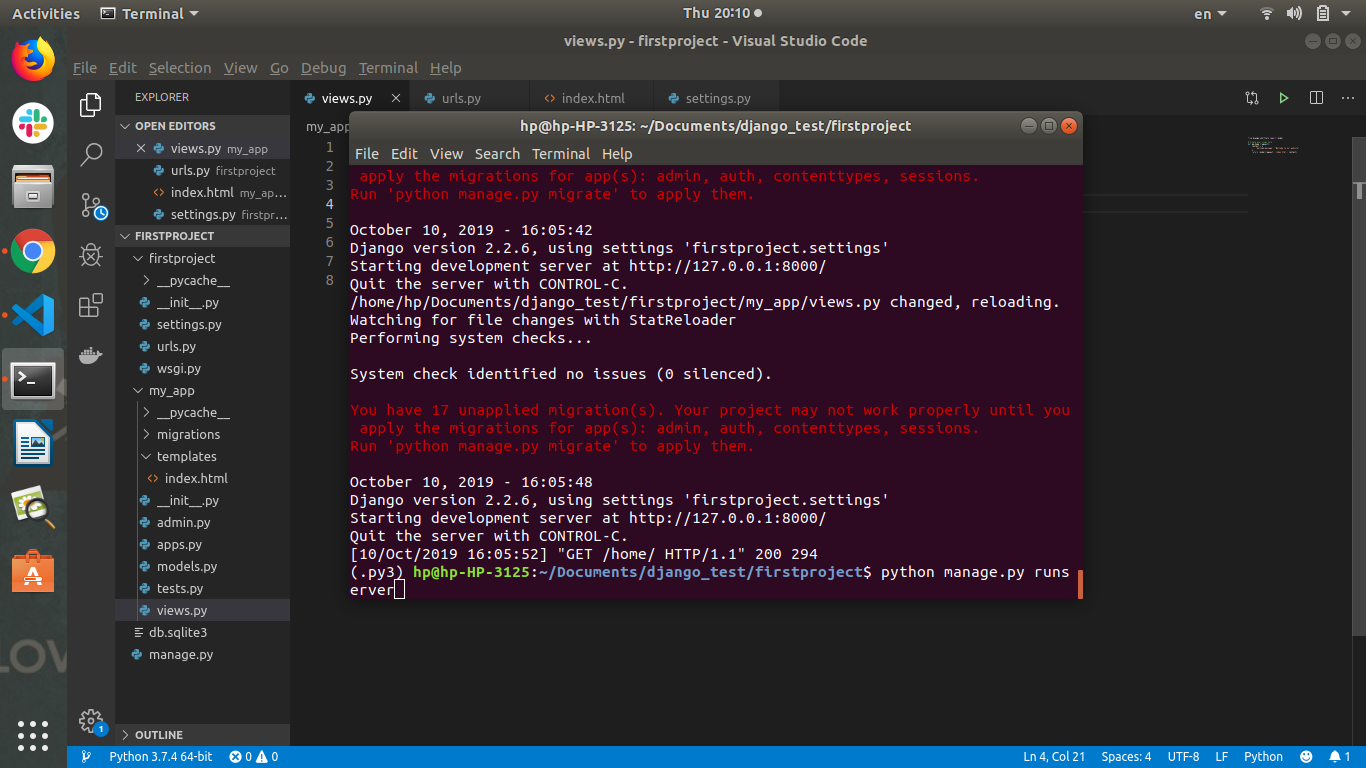 Activities
Terminal
Thu 20:10
en
views.py - firstproject - Visual Studio Code
File Edit Selection View Go Debug Terminal Help
EXPLORER
OPEN EDITORS
views.py my_app
urls.py firstproject
index.html my_ap...
settings.py firstpr...
FIRSTPROJECT
firstproject
__pycache__
__init__.py
settings.py
urls.py
wsgi.py
my_app
__pycache__
migrations
templates
index.html
__init__.py
admin.py
apps.py
models.py
tests.py
views.py
db.sqlite3
manage.py
OUTLINE
views.py
urls.py
index.html
settings.py
my_app
1
2
3
4
5
6
7
8
hp@hp-HP-3125: ~/Documents/django_test/firstproject
File Edit View Search Terminal Help
apply the migrations for app(s): admin, auth, contenttypes, sessions.
Run 'python manage.py migrate' to apply them.
October 10, 2019 - 16:05:42
Django version 2.2.6, using settings 'firstproject.settings'
Starting development server at http://127.0.0.1:8000/
Quit the server with CONTROL-C.
/home/hp/Documents/django_test/firstproject/my_app/views.py changed, reloading.
Watching for file changes with StatReloader
Performing system checks...
System check identified no issues (0 silenced).
You have 17 unapplied migration(s). Your project may not work properly until you
apply the migrations for app(s): admin, auth, contenttypes, sessions.
Run 'python manage.py migrate' to apply them.
October 10, 2019 - 16:05:48
Django version 2.2.6, using settings 'firstproject.settings'
Starting development server at http://127.0.0.1:8000/
Quit the server with CONTROL-C.
[10/Oct/2019 16:05:52] "GET /home/ HTTP/1.1" 200 294
(.py3) hp@hp-HP-3125:~/Documents/django_test/firstproject$ python manage.py runs
erver
LOV
1
Python 3.7.4 64-bit
0
0
Ln 4, Col 21
Spaces: 4
UTF-8
LF
Python
1